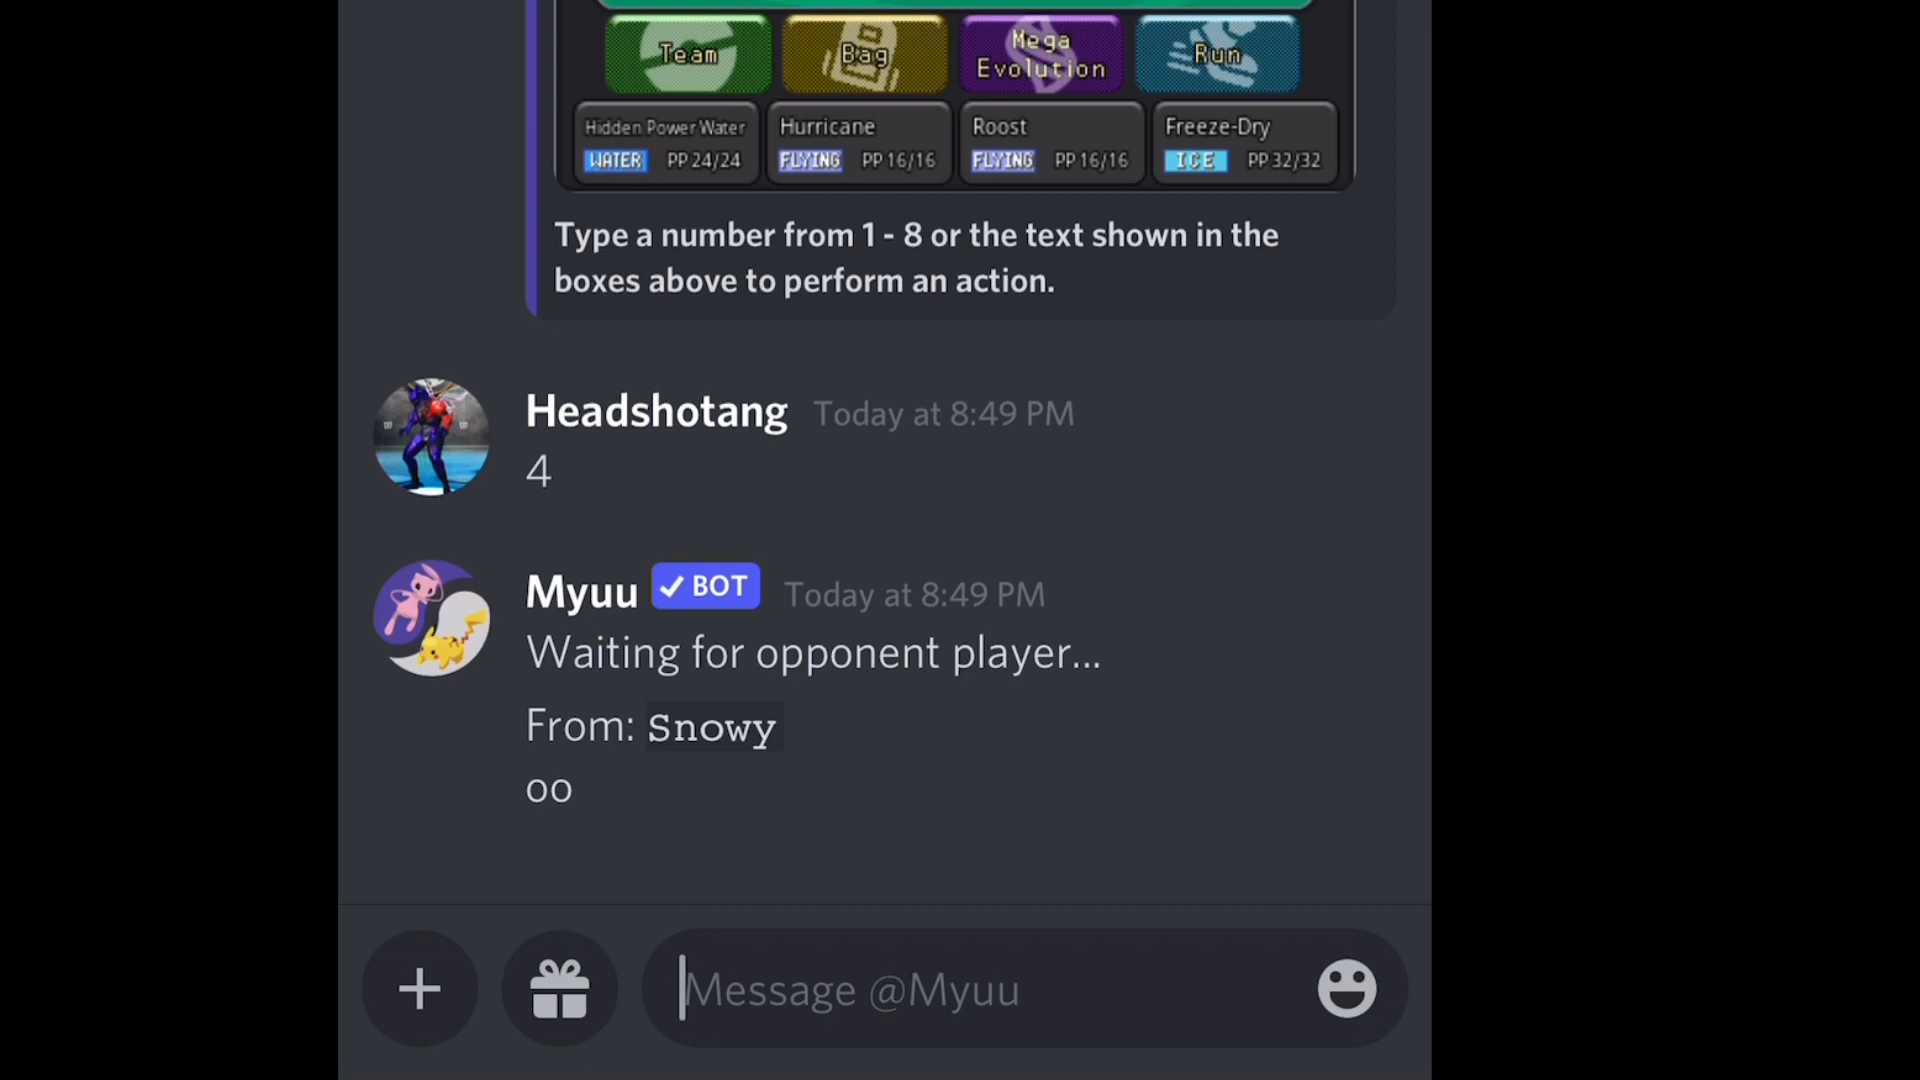 Team
Bag
Mega
Evolution
Run
Hidden Power Water
WATER PP 24/24
Hurricane
FLYING PP 16/16
Roost
FLYING PP 16/16
Freeze-Dry
ICE PP 32/32
Type a number from 1 - 8 or the text shown in the
boxes above to perform an action.
Headshotang Today at 8:49 PM
4
Myuu BOT Today at 8:49 PM
Waiting for opponent player...
From: Snowy
oo
Message @Myuu